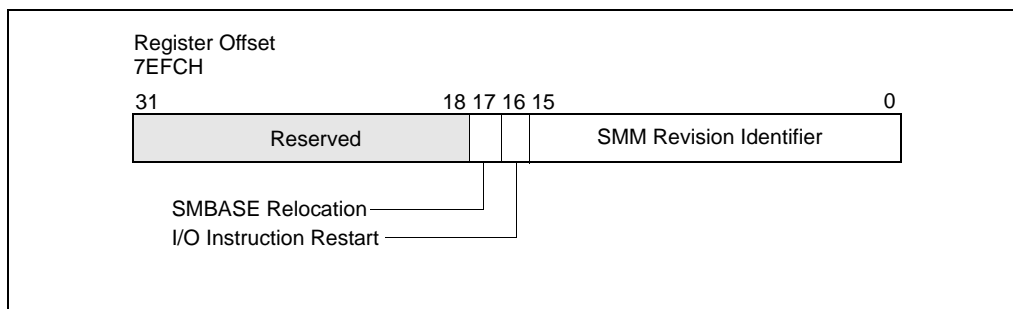 Register Offset
7EFCH
31 18 17 16 15 0
Reserved SMM Revision Identifier
SMBASE Relocation
I/O Instruction Restart